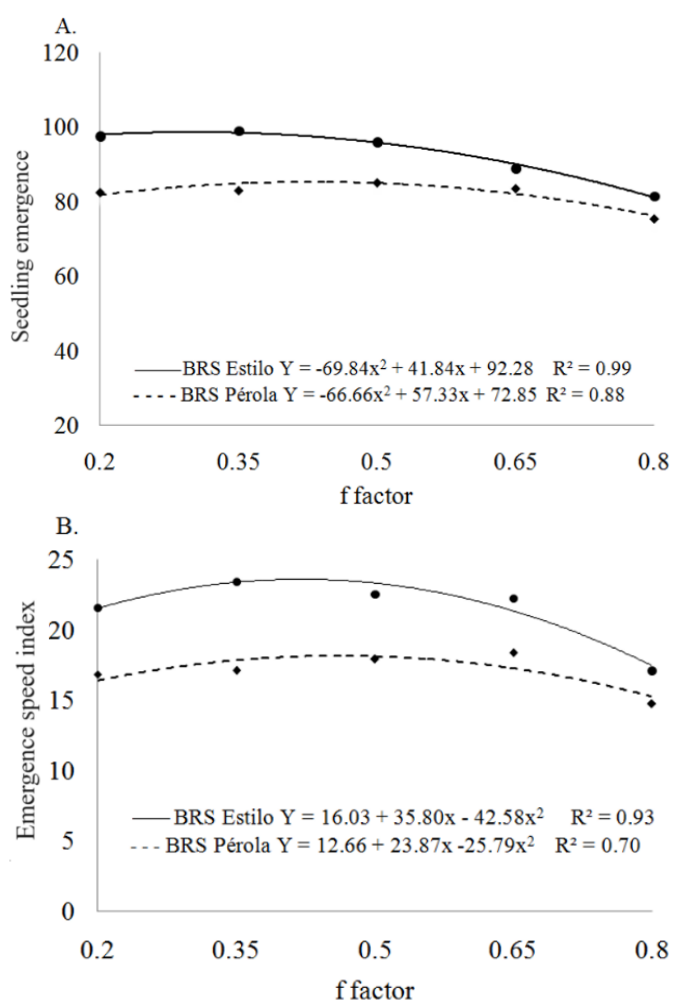 A.
120
100
80
60
40
20
Seedling emergence
BRS Estilo Y = -69.84x² + 41.84x + 92.28 R² = 0.99
BRS Pérola Y = -66.66x² + 57.33x + 72.85 R² = 0.88
0.2 0.35 0.5 0.65 0.8
f factor
B.
25
20
15
10
5
0
Emergence speed index
BRS Estilo Y = 16.03 + 35.80x - 42.58x² R² = 0.93
BRS Pérola Y = 12.66 + 23.87x -25.79x² R² = 0.70
0.2 0.35 0.5 0.65 0.8
f factor